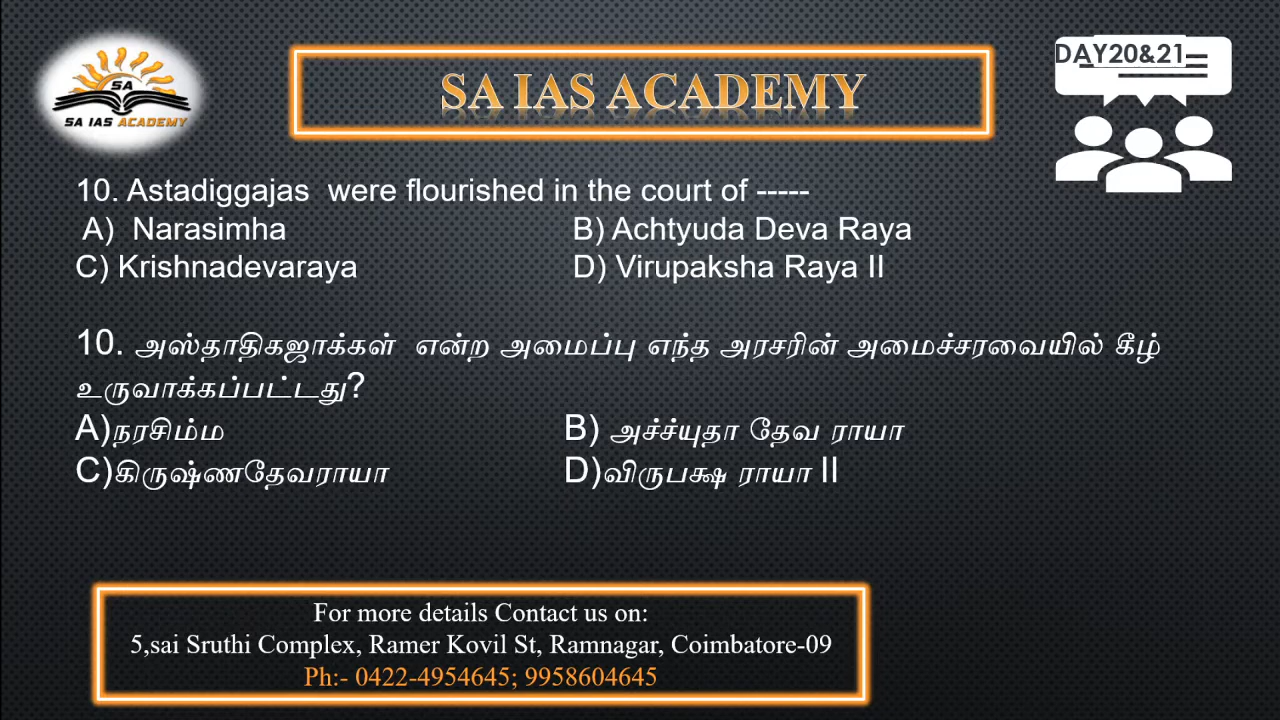 SA
SA IAS ACADEMY
SA IAS ACADEMY
DAY20&21
10. Astadiggajas were flourished in the court of -----
A) Narasimha B) Achtyuda Deva Raya
C) Krishnadevaraya D) Virupaksha Raya II
10. அஸ்தாதிகஜாக்கள் என்ற அமைப்பு எந்த அரசரின் அமைச்சரவையில் கீழ்
உருவாக்கப்பட்டது?
A)நரசிம்ம B) அச்ச்யுதா தேவ ராயா
C)கிருஷ்ணதேவராயா D)விருபக்ஷ ராயா II
For more details Contact us on:
5,sai Sruthi Complex, Ramer Kovil St, Ramnagar, Coimbatore-09
Ph:- 0422-4954645; 9958604645